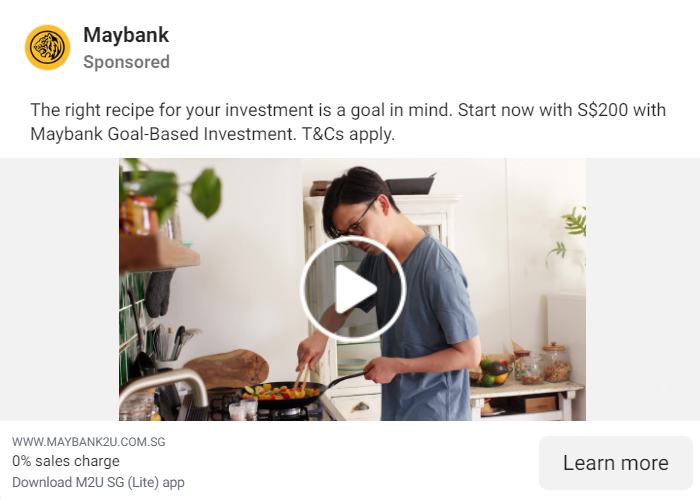 Maybank
Sponsored
The right recipe for your investment is a goal in mind. Start now with S$200 with
Maybank Goal-Based Investment. T&Cs apply.
WWW.MAYBANK2U.COM.SG
0% sales charge
Download M2U SG (Lite) app
Learn more